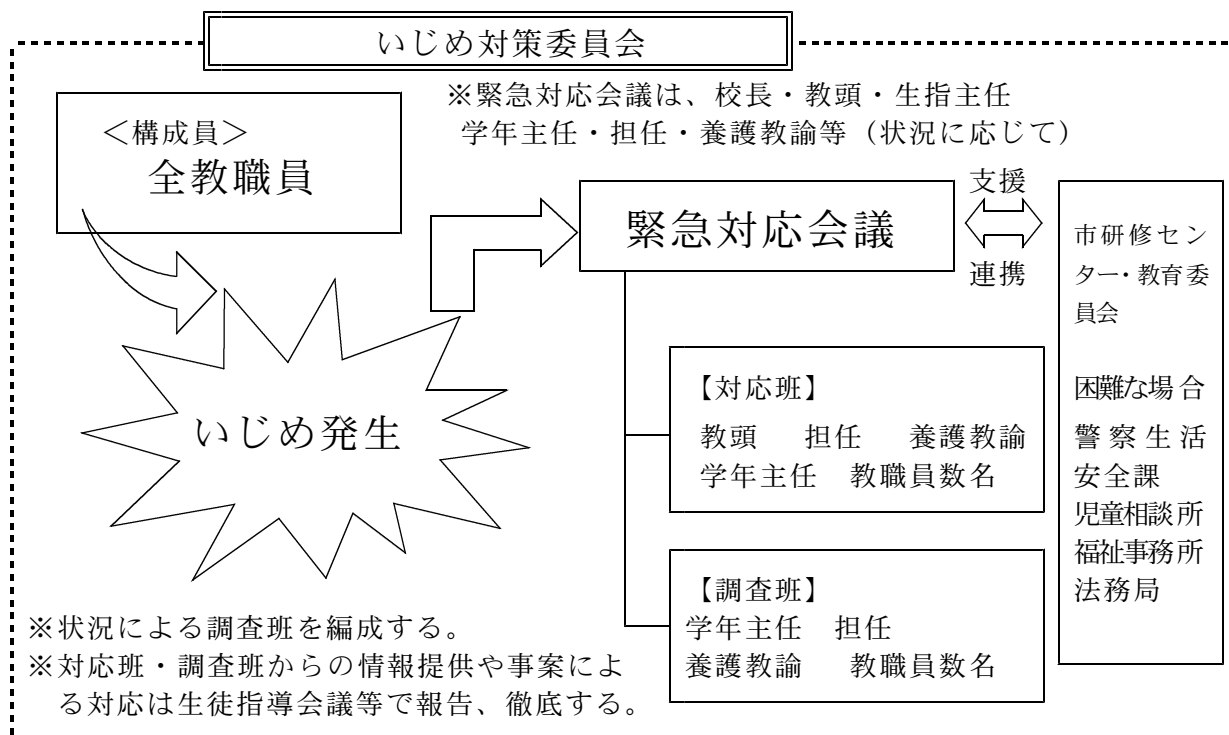 いじめ対策委員会
※緊急対応会議は、校長・教頭・生指主任
学年主任・担任・養護教諭等（状況に応じて）
＜構成員＞
全教職員
緊急対応会議
支援
連携
市研修セン
ター・教育委
員会
困難な場合
警察生活
安全課
児童相談所
福祉事務所
法務局
いじめ発生
【対応班】
教頭　担任　養護教諭
学年主任　教職員数名
【調査班】
学年主任　担任
養護教諭　教職員数名
※状況による調査班を編成する。
※対応班・調査班からの情報提供や事案によ
る対応は生徒指導会議等で報告、徹底する。